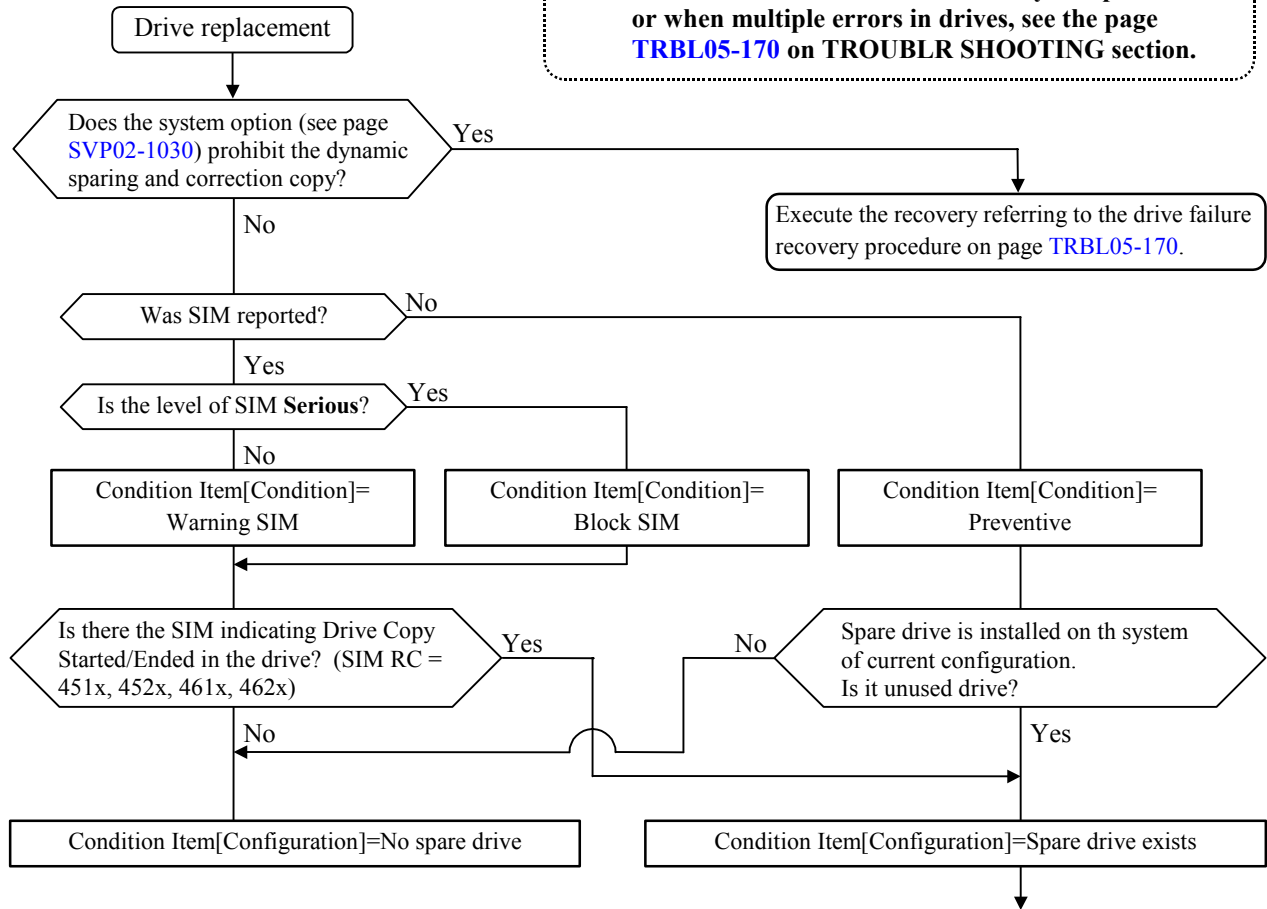 or when multiple errors in drives, see the page
TRBL05-170 on TROUBLR SHOOTING section.
Drive replacement
Does the system option (see page
SVP02-1030) prohibit the dynamic
sparing and correction copy?
Yes
No
Execute the recovery referring to the drive failure
recovery procedure on page TRBL05-170.
Was SIM reported?
No
Yes
Is the level of SIM Serious?
Yes
No
Condition Item[Condition]=
Warning SIM
Condition Item[Condition]=
Block SIM
Condition Item[Condition]=
Preventive
Is there the SIM indicating Drive Copy
Started/Ended in the drive? (SIM RC =
451x, 452x, 461x, 462x)
Yes
No
No
Spare drive is installed on th system
of current configuration.
Is it unused drive?
Yes
Condition Item[Configuration]=No spare drive
Condition Item[Configuration]=Spare drive exists